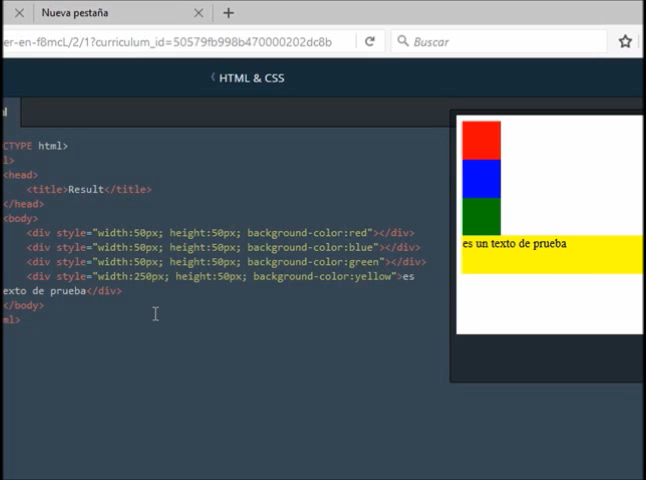 Nueva pestaña
er-en-f8mcL/2/1?curriculum_id=50579fb998b470000202dc8b
Buscar
HTML & CSS
CTYPE html>
l>
<head>
<title>Result</title>
</head>
<body>
<div style="width:50px; height:50px; background-color:red"></div>
<div style="width:50px; height:50px; background-color:blue"></div>
<div style="width:50px; height:50px; background-color:green"></div>
<div style="width:250px; height:50px; background-color:yellow">es
exto de prueba</div>
</body>
ml>
es un texto de prueba